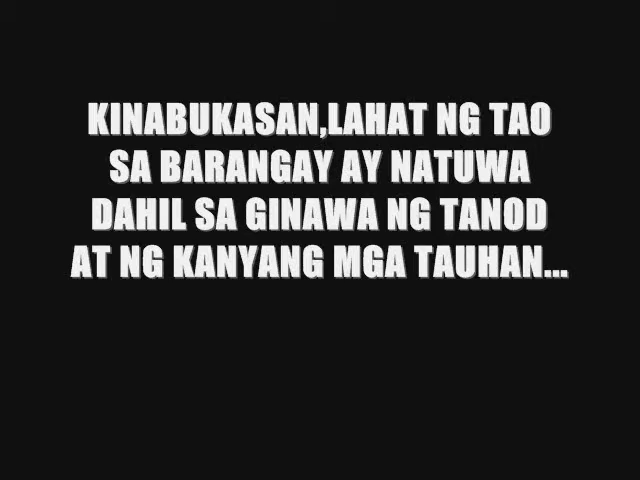 KINABUKASAN,LAHAT NG TAO
SA BARANGAY AY NATUWA
DAHIL SA GINAWA NG TANOD
AT NG KANYANG MGA TAUHAN...